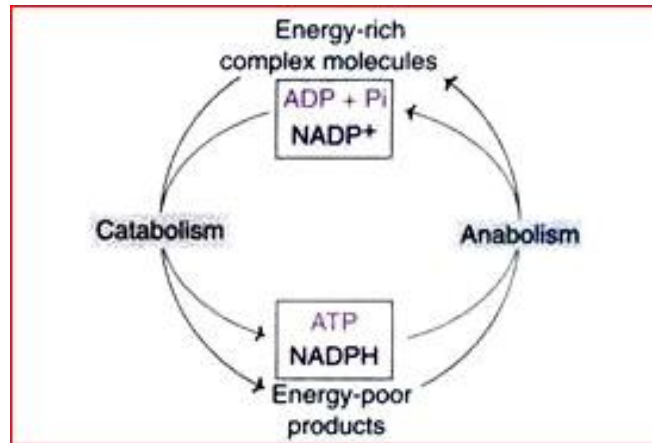 Energy-rich
complex molecules
ADP + Pi
NADP+
Catabolism
Anabolism
ATP
NADPH
Energy-poor
products